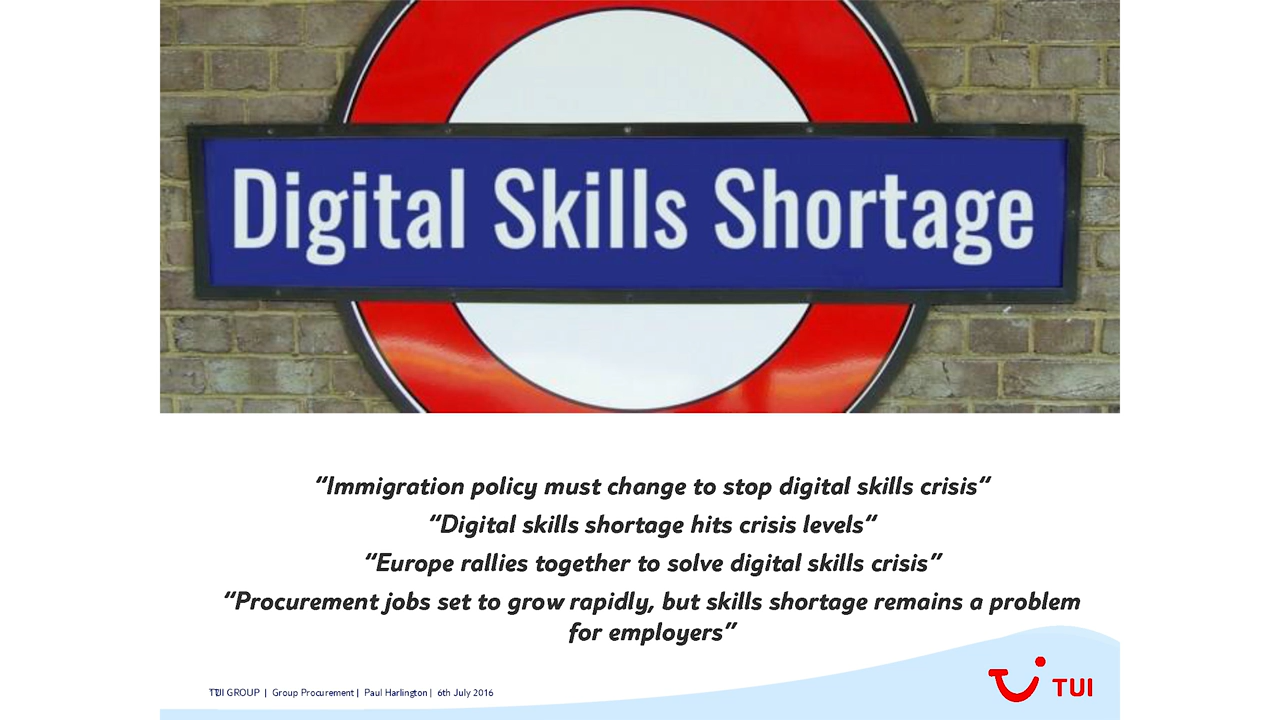 Digital Skills Shortage
“Immigration policy must change to stop digital skills crisis“
“Digital skills shortage hits crisis levels“
“Europe rallies together to solve digital skills crisis”
“Procurement jobs set to grow rapidly, but skills shortage remains a problem
for employers”
TUI GROUP | Group Procurement | Paul Harlington | 6th July 2016
TUI